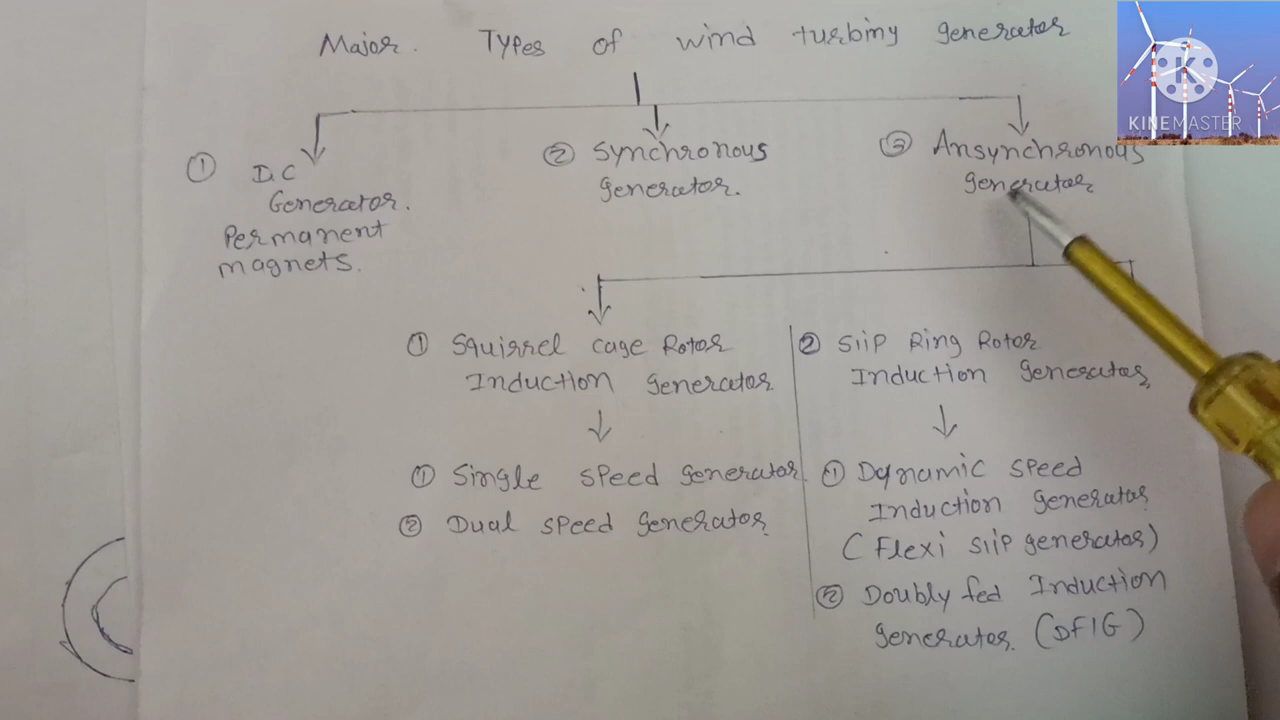 Major. Types of wind turbiny generator
① D.C
Generator.
Permanent
magnets.
② Synchronous
generator.
③ Ansynchronous
generator
① Squirrel cage Rotor
Induction generator
② Slip Ring Rotor
Induction generator,
① Single speed generator
② Dual speed generator.
① Dynamic speed
Induction generator
(Flexi slip generator)
② Doubly fed Induction
generator. (DFIG)
K
KINEMASTER